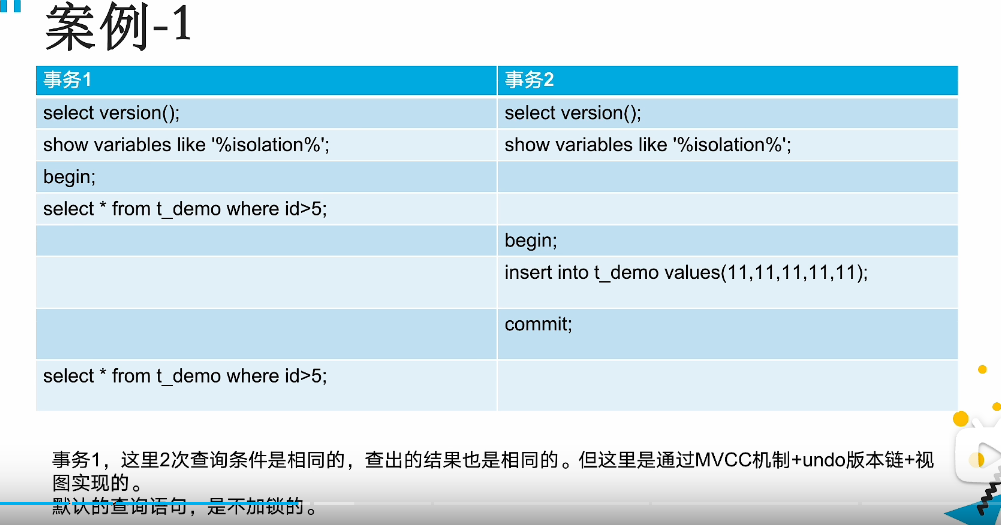 案例-1
事务1 事务2
select version(); select version();
show variables like '%isolation%'; show variables like '%isolation%';
begin;
select * from t_demo where id>5;
begin;
insert into t_demo values(11,11,11,11,11);
commit;
select * from t_demo where id>5;
事务1，这里2次查询条件是相同的，查出的结果也是相同的。但这里是通过MVCC机制+undo版本链+视
图实现的。
默认的查询语句，是不加锁的。